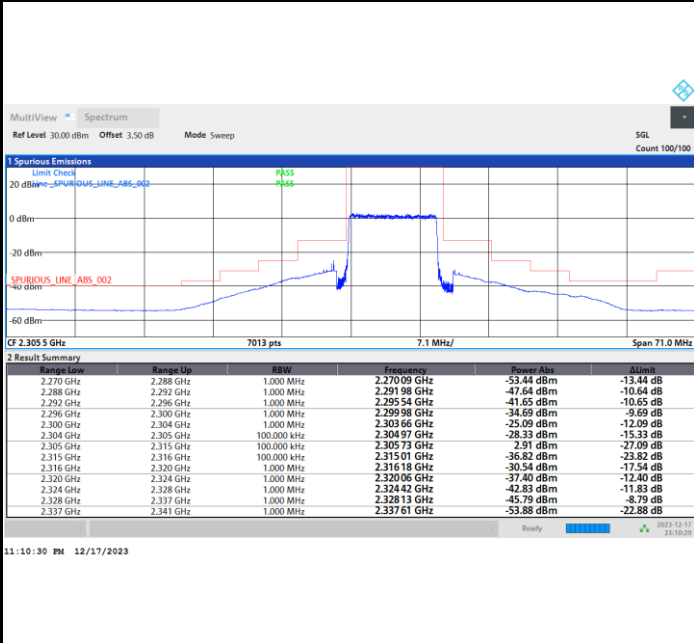 MultiView Spectrum
Ref Level 30.00 dBm Offset 3.50 dB Mode Sweep SGL
Count 100/100
1 Spurious Emissions
Limit Check PASS
20 dBm
Line _SPURIOUS_LINE_ABS_002 PASS
0 dBm
-20 dBm
SPURIOUS_LINE_ABS_002
-40 dBm
-60 dBm
CF 2.305 5 GHz 7013 pts 7.1 MHz/ Span 71.0 MHz
2 Result Summary
Range Low Range Up RBW Frequency Power Abs ΔLimit
2.270 GHz 2.288 GHz 1.000 MHz 2.270 09 GHz -53.44 dBm -13.44 dB
2.288 GHz 2.292 GHz 1.000 MHz 2.291 98 GHz -47.64 dBm -10.64 dB
2.292 GHz 2.296 GHz 1.000 MHz 2.295 54 GHz -41.65 dBm -10.65 dB
2.296 GHz 2.300 GHz 1.000 MHz 2.299 98 GHz -34.69 dBm -9.69 dB
2.300 GHz 2.304 GHz 1.000 MHz 2.303 66 GHz -25.09 dBm -12.09 dB
2.304 GHz 2.305 GHz 100.000 kHz 2.304 97 GHz -28.33 dBm -15.33 dB
2.305 GHz 2.315 GHz 100.000 kHz 2.305 73 GHz 2.91 dBm -27.09 dB
2.315 GHz 2.316 GHz 100.000 kHz 2.315 01 GHz -36.82 dBm -23.82 dB
2.316 GHz 2.320 GHz 1.000 MHz 2.316 18 GHz -30.54 dBm -17.54 dB
2.320 GHz 2.324 GHz 1.000 MHz 2.320 06 GHz -37.40 dBm -12.40 dB
2.324 GHz 2.328 GHz 1.000 MHz 2.324 42 GHz -42.83 dBm -11.83 dB
2.328 GHz 2.337 GHz 1.000 MHz 2.328 13 GHz -45.79 dBm -8.79 dB
2.337 GHz 2.341 GHz 1.000 MHz 2.337 61 GHz -53.88 dBm -22.88 dB
Ready 2023-12-17
23:10:29
11:10:30 PM 12/17/2023